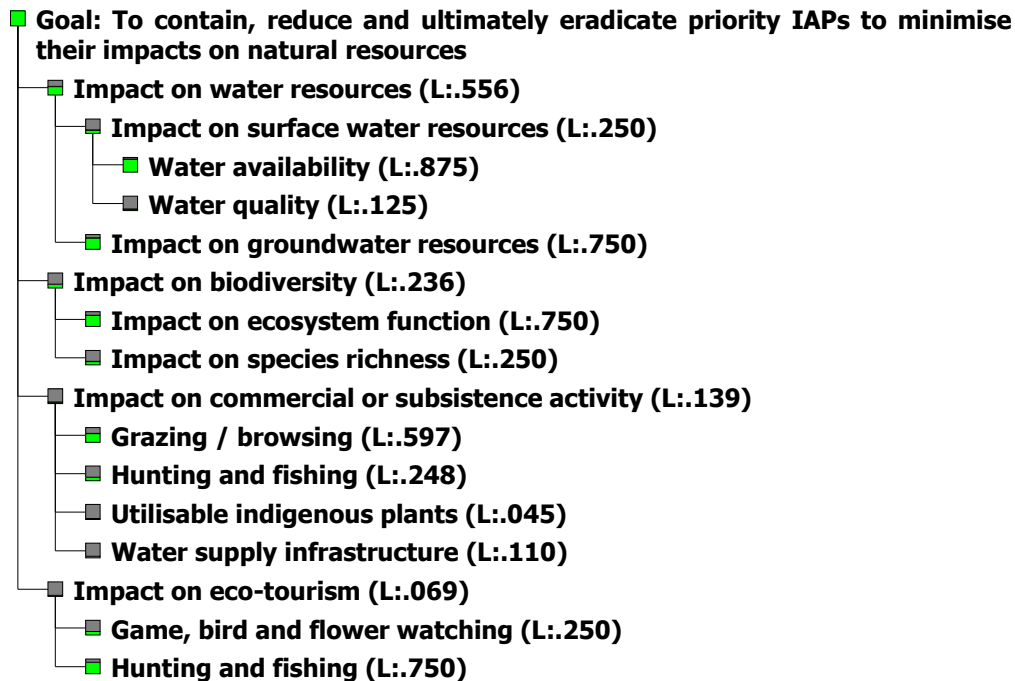 Goal: To contain, reduce and ultimately eradicate priority IAPs to minimise
their impacts on natural resources
Impact on water resources (L:.556)
Impact on surface water resources (L:.250)
Water availability (L:.875)
Water quality (L:.125)
Impact on groundwater resources (L:.750)
Impact on biodiversity (L:.236)
Impact on ecosystem function (L:.750)
Impact on species richness (L:.250)
Impact on commercial or subsistence activity (L:.139)
Grazing / browsing (L:.597)
Hunting and fishing (L:.248)
Utilisable indigenous plants (L:.045)
Water supply infrastructure (L:.110)
Impact on eco-tourism (L:.069)
Game, bird and flower watching (L:.250)
Hunting and fishing (L:.750)